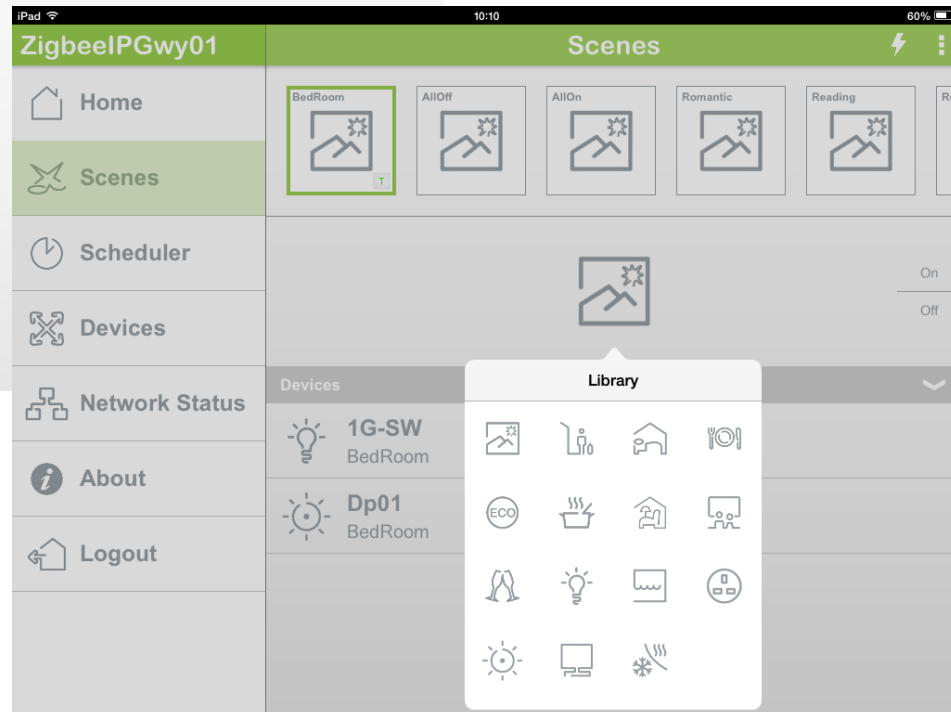 iPad 10:10 60%
ZigbeeIPGwy01 Scenes
Home
Scenes
Scheduler
Devices
Network Status
About
Logout
BedRoom AllOff AllOn Romantic Reading
T
On
Off
Devices
1G-SW
BedRoom
Dp01
BedRoom
Library
ECO